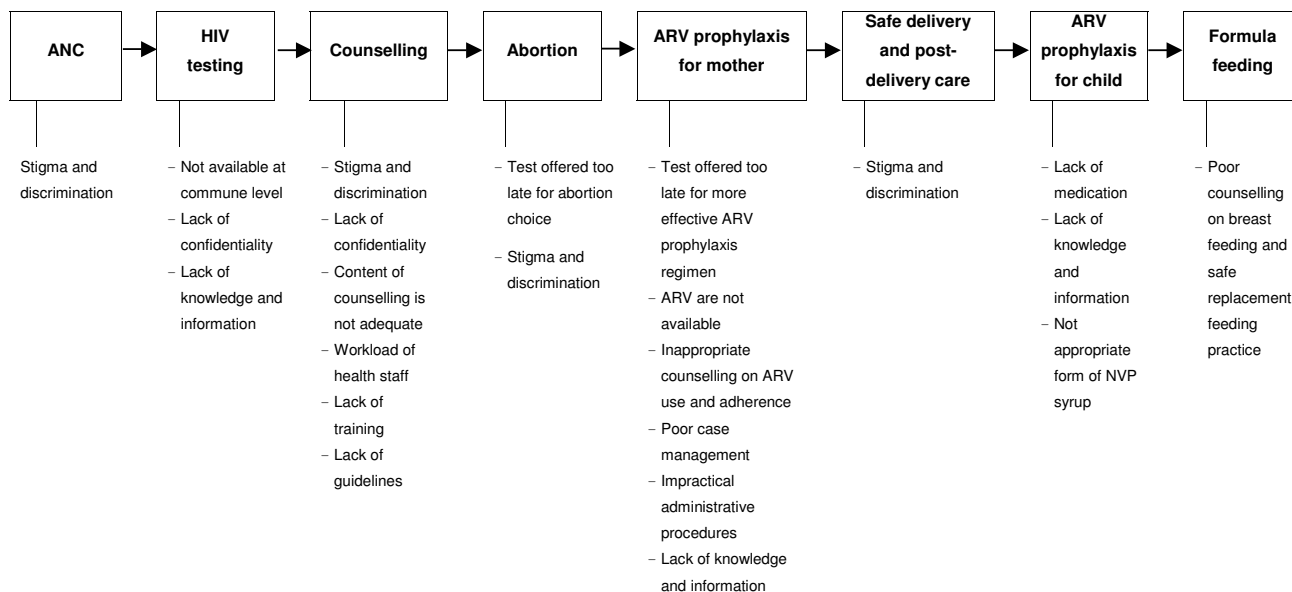 ANC
HIV
testing
Counselling
Abortion
ARV prophylaxis
for mother
Safe delivery
and post-
delivery care
ARV
prophylaxis
for child
Formula
feeding
Stigma and
discrimination
– Not available at
commune level
– Lack of
confidentiality
– Lack of
knowledge and
information
– Stigma and
discrimination
– Lack of
confidentiality
– Content of
counselling is
not adequate
– Workload of
health staff
– Lack of
training
– Lack of
guidelines
– Test offered too
late for abortion
choice
– Stigma and
discrimination
– Test offered too
late for more
effective ARV
prophylaxis
regimen
– ARV are not
available
– Inappropriate
counselling on ARV
use and adherence
– Poor case
management
– Impractical
administrative
procedures
– Lack of knowledge
and information
– Stigma and
discrimination
– Lack of
medication
– Lack of
knowledge
and
information
– Not
appropriate
form of NVP
syrup
– Poor
counselling
on breast
feeding and
safe
replacement
feeding
practice